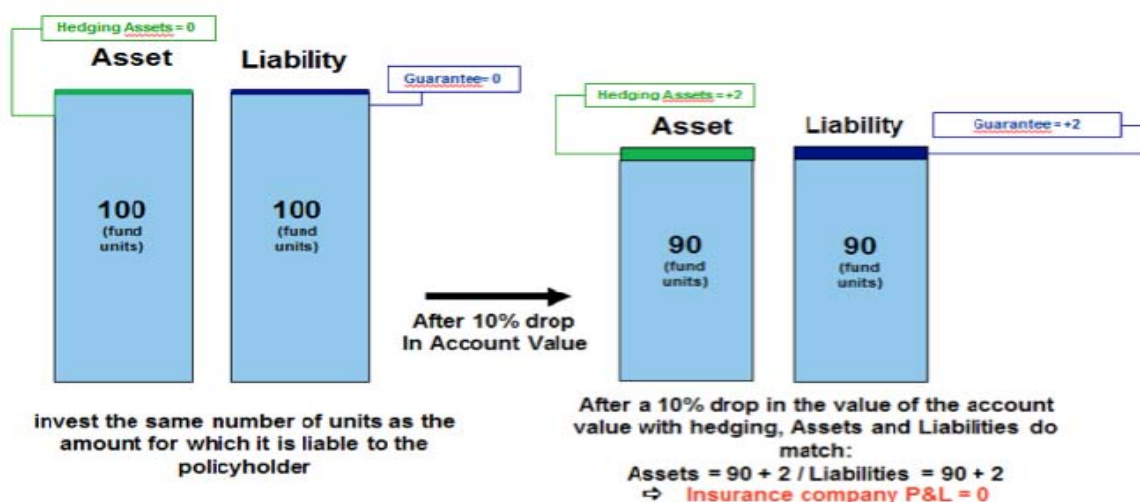 Hedging Assets = 0
Asset
Liability
Guarantee= 0
100
(fund
units)
100
(fund
units)
invest the same number of units as the
amount for which it is liable to the
policyholder
After 10% drop
In Account Value
Hedging Assets = +2
Asset
Liability
Guarantee = +2
90
(fund
units)
90
(fund
units)
After a 10% drop in the value of the account
value with hedging, Assets and Liabilities do
match:
Assets = 90 + 2 / Liabilities = 90 + 2
⇨ Insurance company P&L = 0